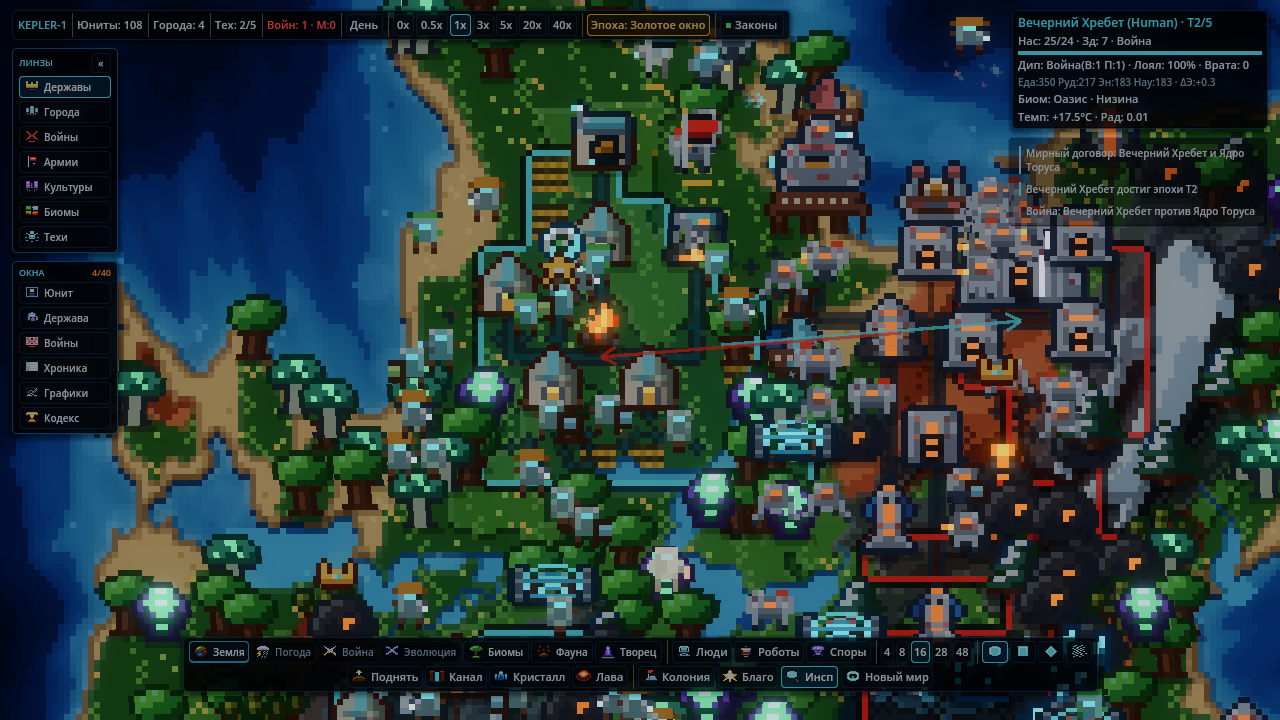 KEPLER-1 Юниты: 108 Города: 4 Тех: 2/5 Войн: 1 · М:0 День 0x 0.5x 1x 3x 5x 20x 40x Эпоха: Золотое окно Законы
ЛИНЗЫ «
Державы
Города
Войны
Армии
Культуры
Биомы
Техи
ОКНА 4/40
Юнит
Держава
Войны
Хроника
Графики
Кодекс
Вечерний Хребет (Human) · T2/5
Нас: 25/24 · Зд: 7 · Война
Дип: Война(В:1 П:1) · Лоял: 100% · Врата: 0
Еда:350 Руд:217 Эн:183 Нау:183 · ΔЭ:+0.3
Биом: Оазис · Низина
Темп: +17.5°C · Рад: 0.01
Мирный договор: Вечерний Хребет и Ядро
Торуса
Вечерний Хребет достиг эпохи T2
Война: Вечерний Хребет против Ядро Торуса
Земля Погода Война Эволюция Биомы Фауна Творец Люди Роботы Споры 4 8 16 28 48
Поднять Канал Кристалл Лава Колония Благо Инсп Новый мир